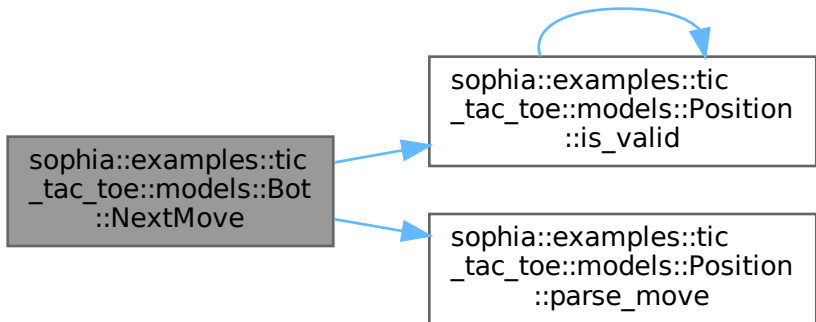 sophia::examples::tic
_tac_toe::models::Bot
::NextMove
sophia::examples::tic
_tac_toe::models::Position
::is_valid
sophia::examples::tic
_tac_toe::models::Position
::parse_move